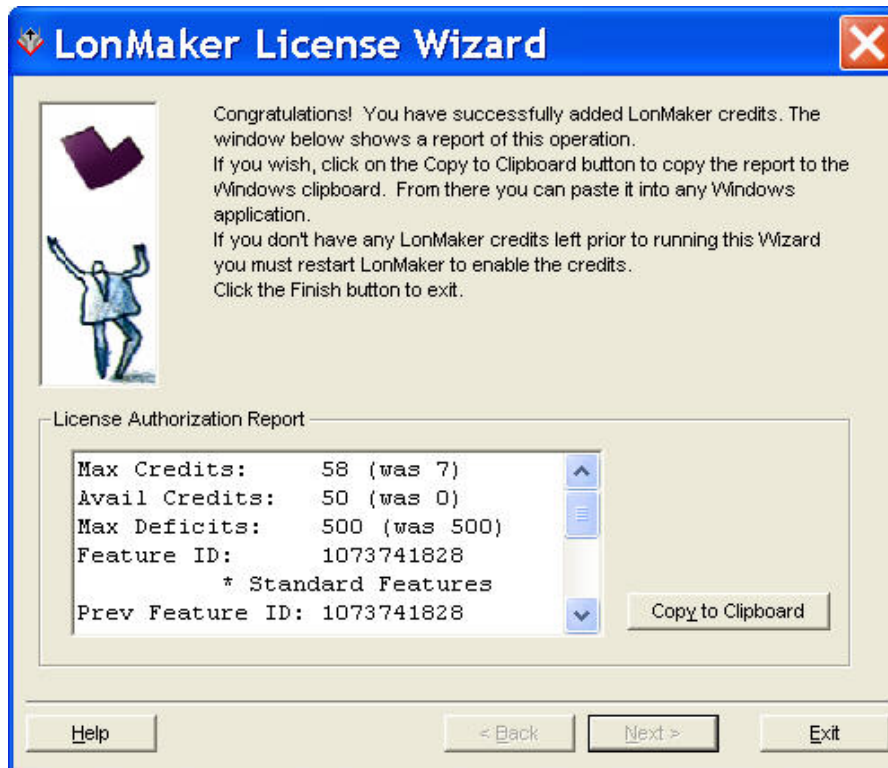 LonMaker License Wizard
Congratulations!  You have successfully added LonMaker credits. The
window below shows a report of this operation.
If you wish, click on the Copy to Clipboard button to copy the report to the
Windows clipboard.  From there you can paste it into any Windows
application.
If you don't have any LonMaker credits left prior to running this Wizard
you must restart LonMaker to enable the credits.
Click the Finish button to exit.
License Authorization Report
Max Credits:     58 (was 7)
Avail Credits:   50 (was 0)
Max Deficits:    500 (was 500)
Feature ID:      1073741828
* Standard Features
Prev Feature ID: 1073741828
Copy to Clipboard
Help
< Back
Next >
Exit